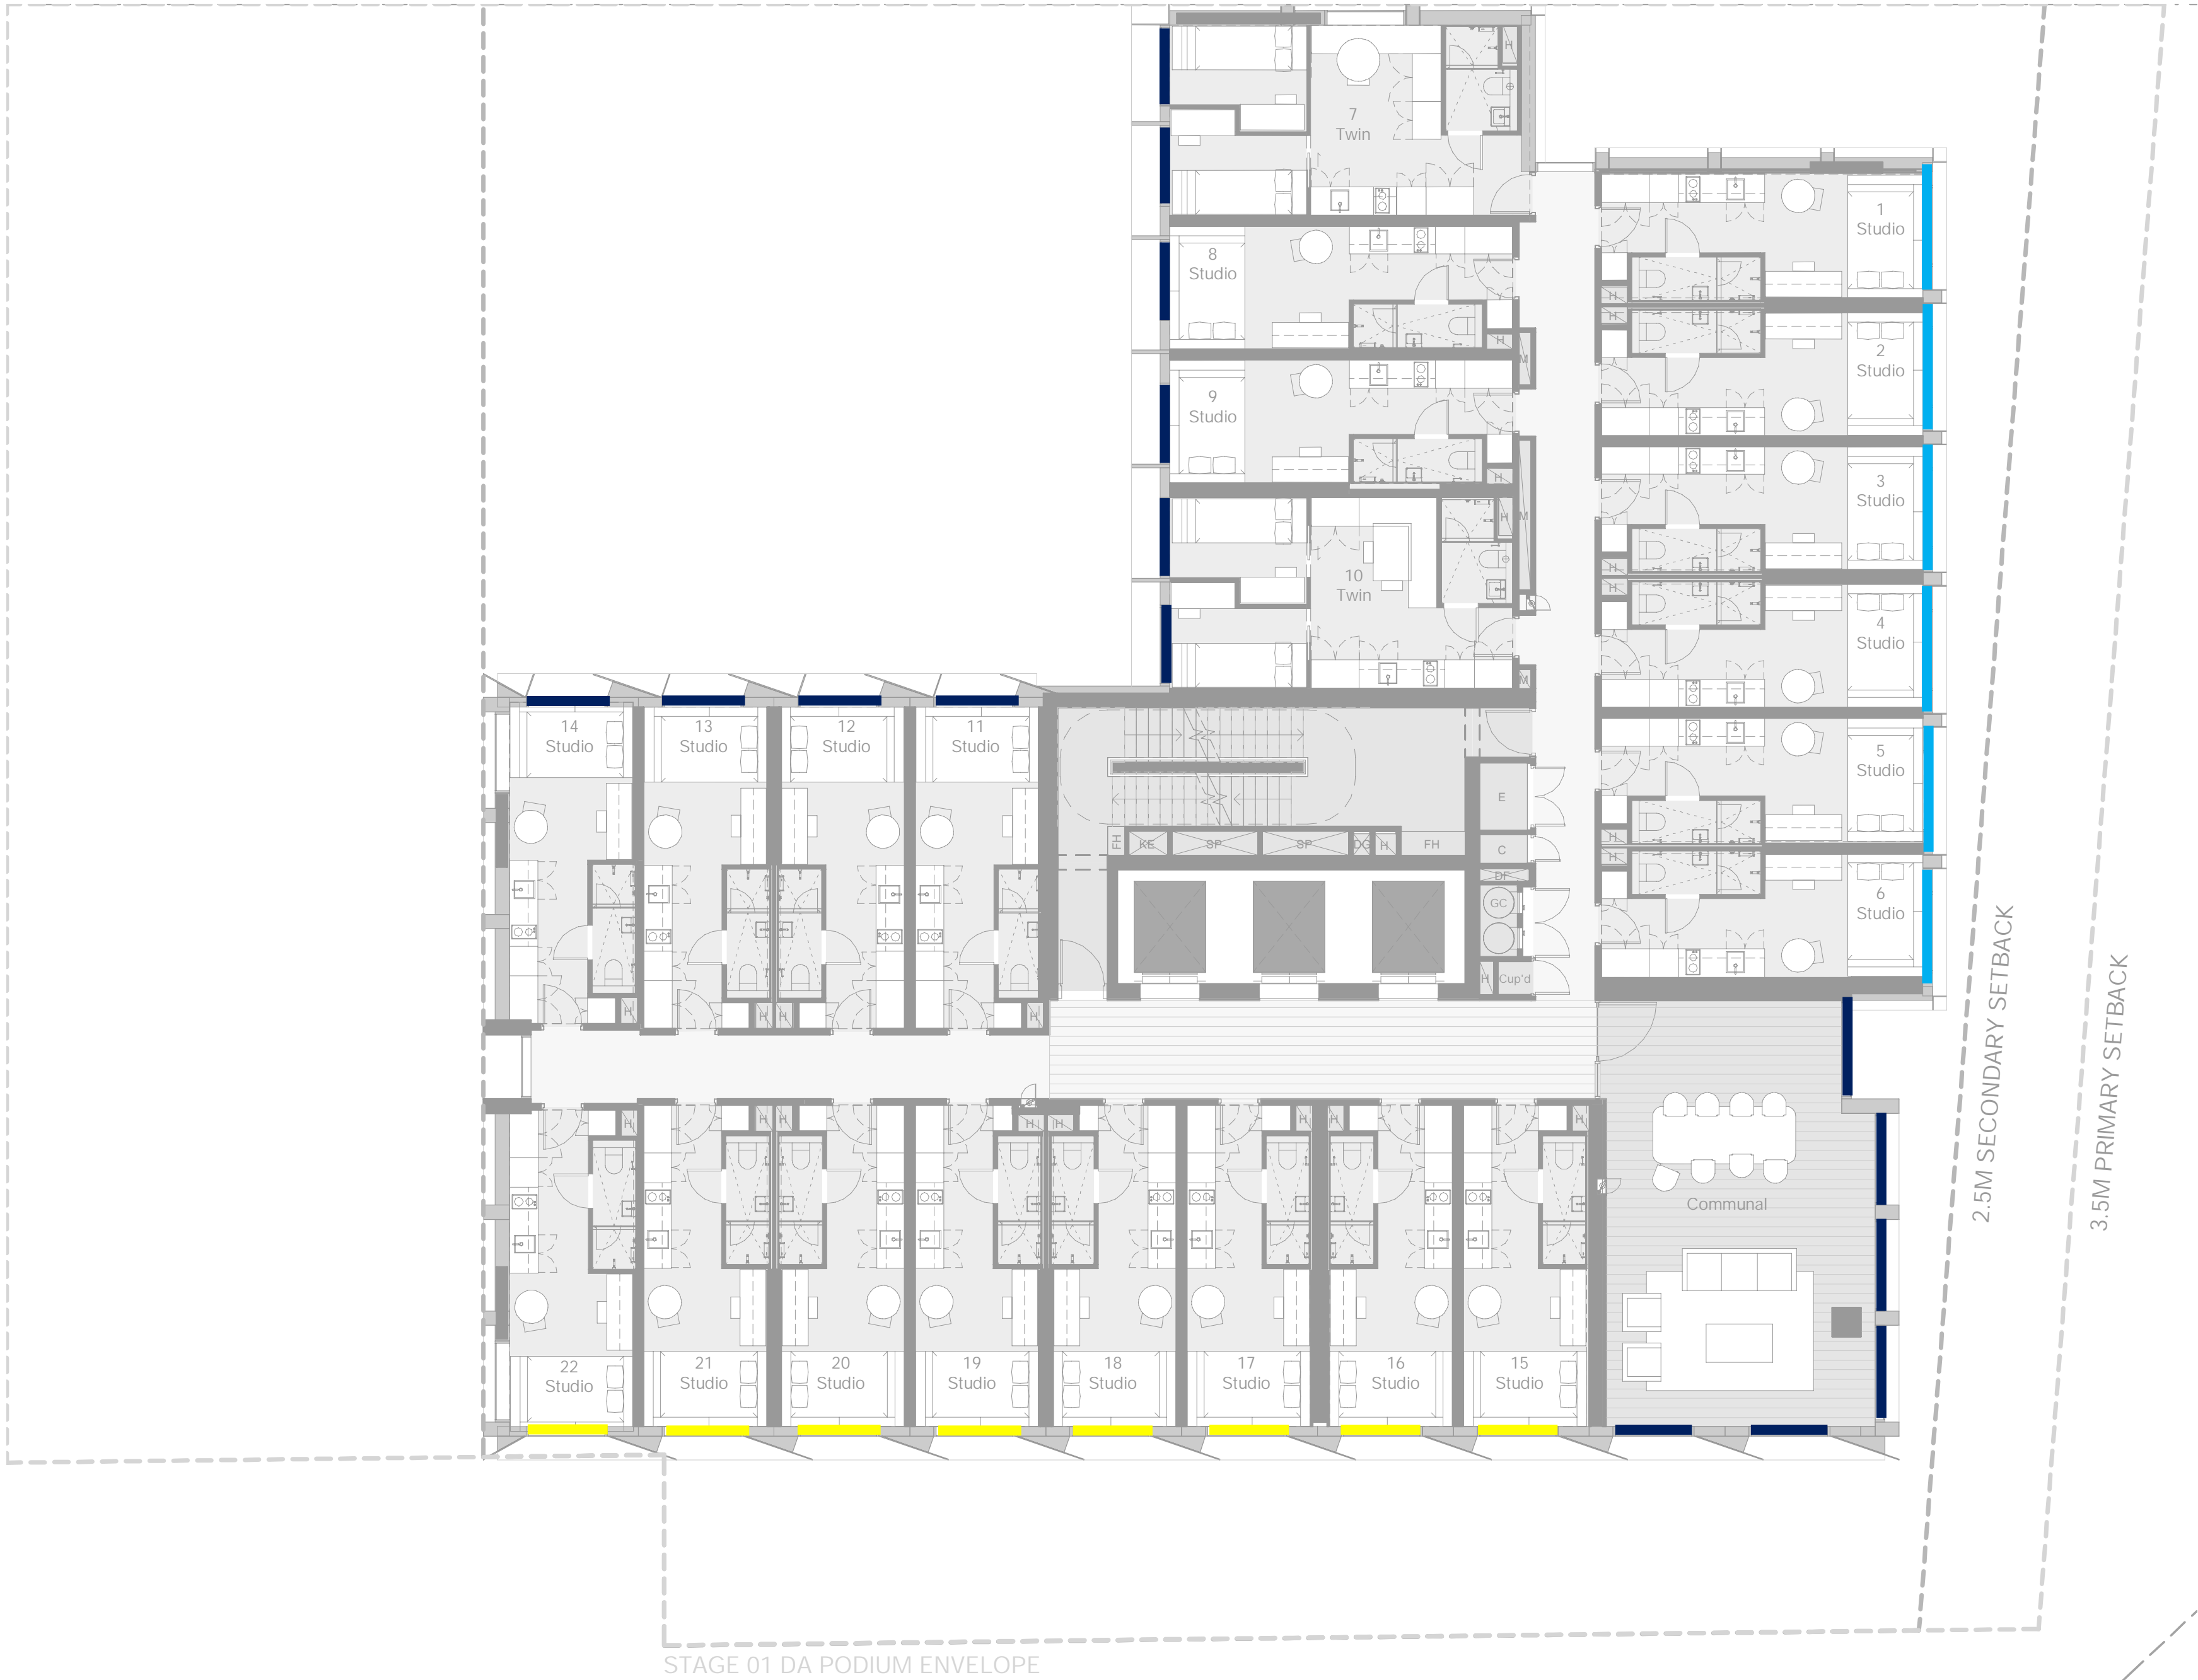 H
7
Twin
1
Studio
8
Studio
H
H
2
Studio
H
M
9
Studio
3
Studio
H
H
M
H
H
10
Twin
4
Studio
M
14
Studio
13
Studio
12
Studio
11
Studio
5
Studio
E
H
FH
KE
SP
SP
DG
H
FH
C
H
DF
GC
6
Studio
H
Cup'd
H
H
H
H
2.5M SECONDARY SETBACK
3.5M PRIMARY SETBACK
H
H
H
H
H
H
H
H
Communal
22
Studio
21
Studio
20
Studio
19
Studio
18
Studio
17
Studio
16
Studio
15
Studio
STAGE 01 DA PODIUM ENVELOPE